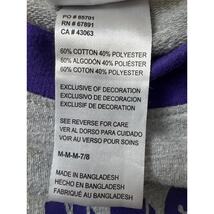 PO # 85701
RN # 67891
CA # 43063
60% COTTON 40% POLYESTER
60% ALGODÓN 40% POLIÉSTER
60% COTON 40% POLYESTER
EXCLUSIVE OF DECORATION
EXCLUSIVO DE DECORACION
EXCLUSIF DE DECORATION
SEE REVERSE FOR CARE
VER OTRO LADO PARA CUIDADO
VOIR AU VERSO POUR SOINS
M-M-M-7/8
MADE IN BANGLADESH
HECHO EN BANGLADESH
FABRIQUÉ AU BANGLADESH